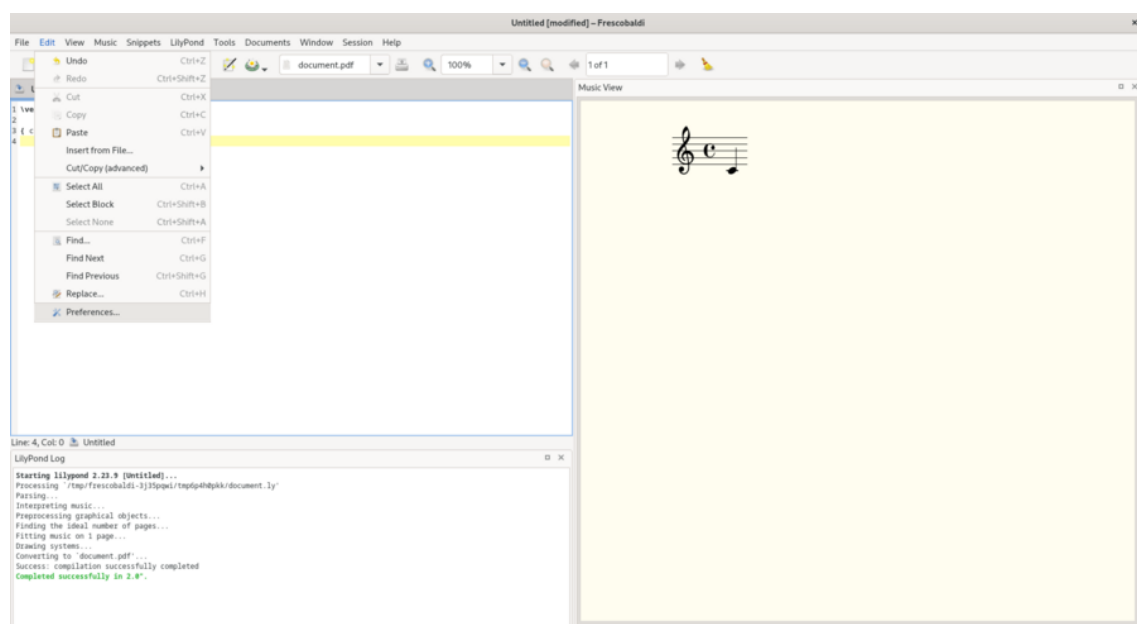 Untitled [modified] – Frescobaldi
File Edit View Music Snippets LilyPond Tools Documents Window Session Help
document.pdf 100% 1 of 1
Undo Ctrl+Z
Redo Ctrl+Shift+Z
Cut Ctrl+X
Copy Ctrl+C
Paste Ctrl+V
Insert from File...
Cut/Copy (advanced)
Select All Ctrl+A
Select Block Ctrl+Shift+B
Select None Ctrl+Shift+A
Find... Ctrl+F
Find Next Ctrl+G
Find Previous Ctrl+Shift+G
Replace... Ctrl+H
Preferences...
1 \ve
2
3 { c
4
Line: 4, Col: 0 Untitled
LilyPond Log
Starting lilypond 2.23.9 [Untitled]...
Processing `/tmp/frescobaldi-3j35pqwi/tmp6p4h0pkk/document.ly'
Parsing...
Interpreting music...
Preprocessing graphical objects...
Finding the ideal number of pages...
Fitting music on 1 page...
Drawing systems...
Converting to `document.pdf'...
Success: compilation successfully completed
Completed successfully in 2.0".
Music View